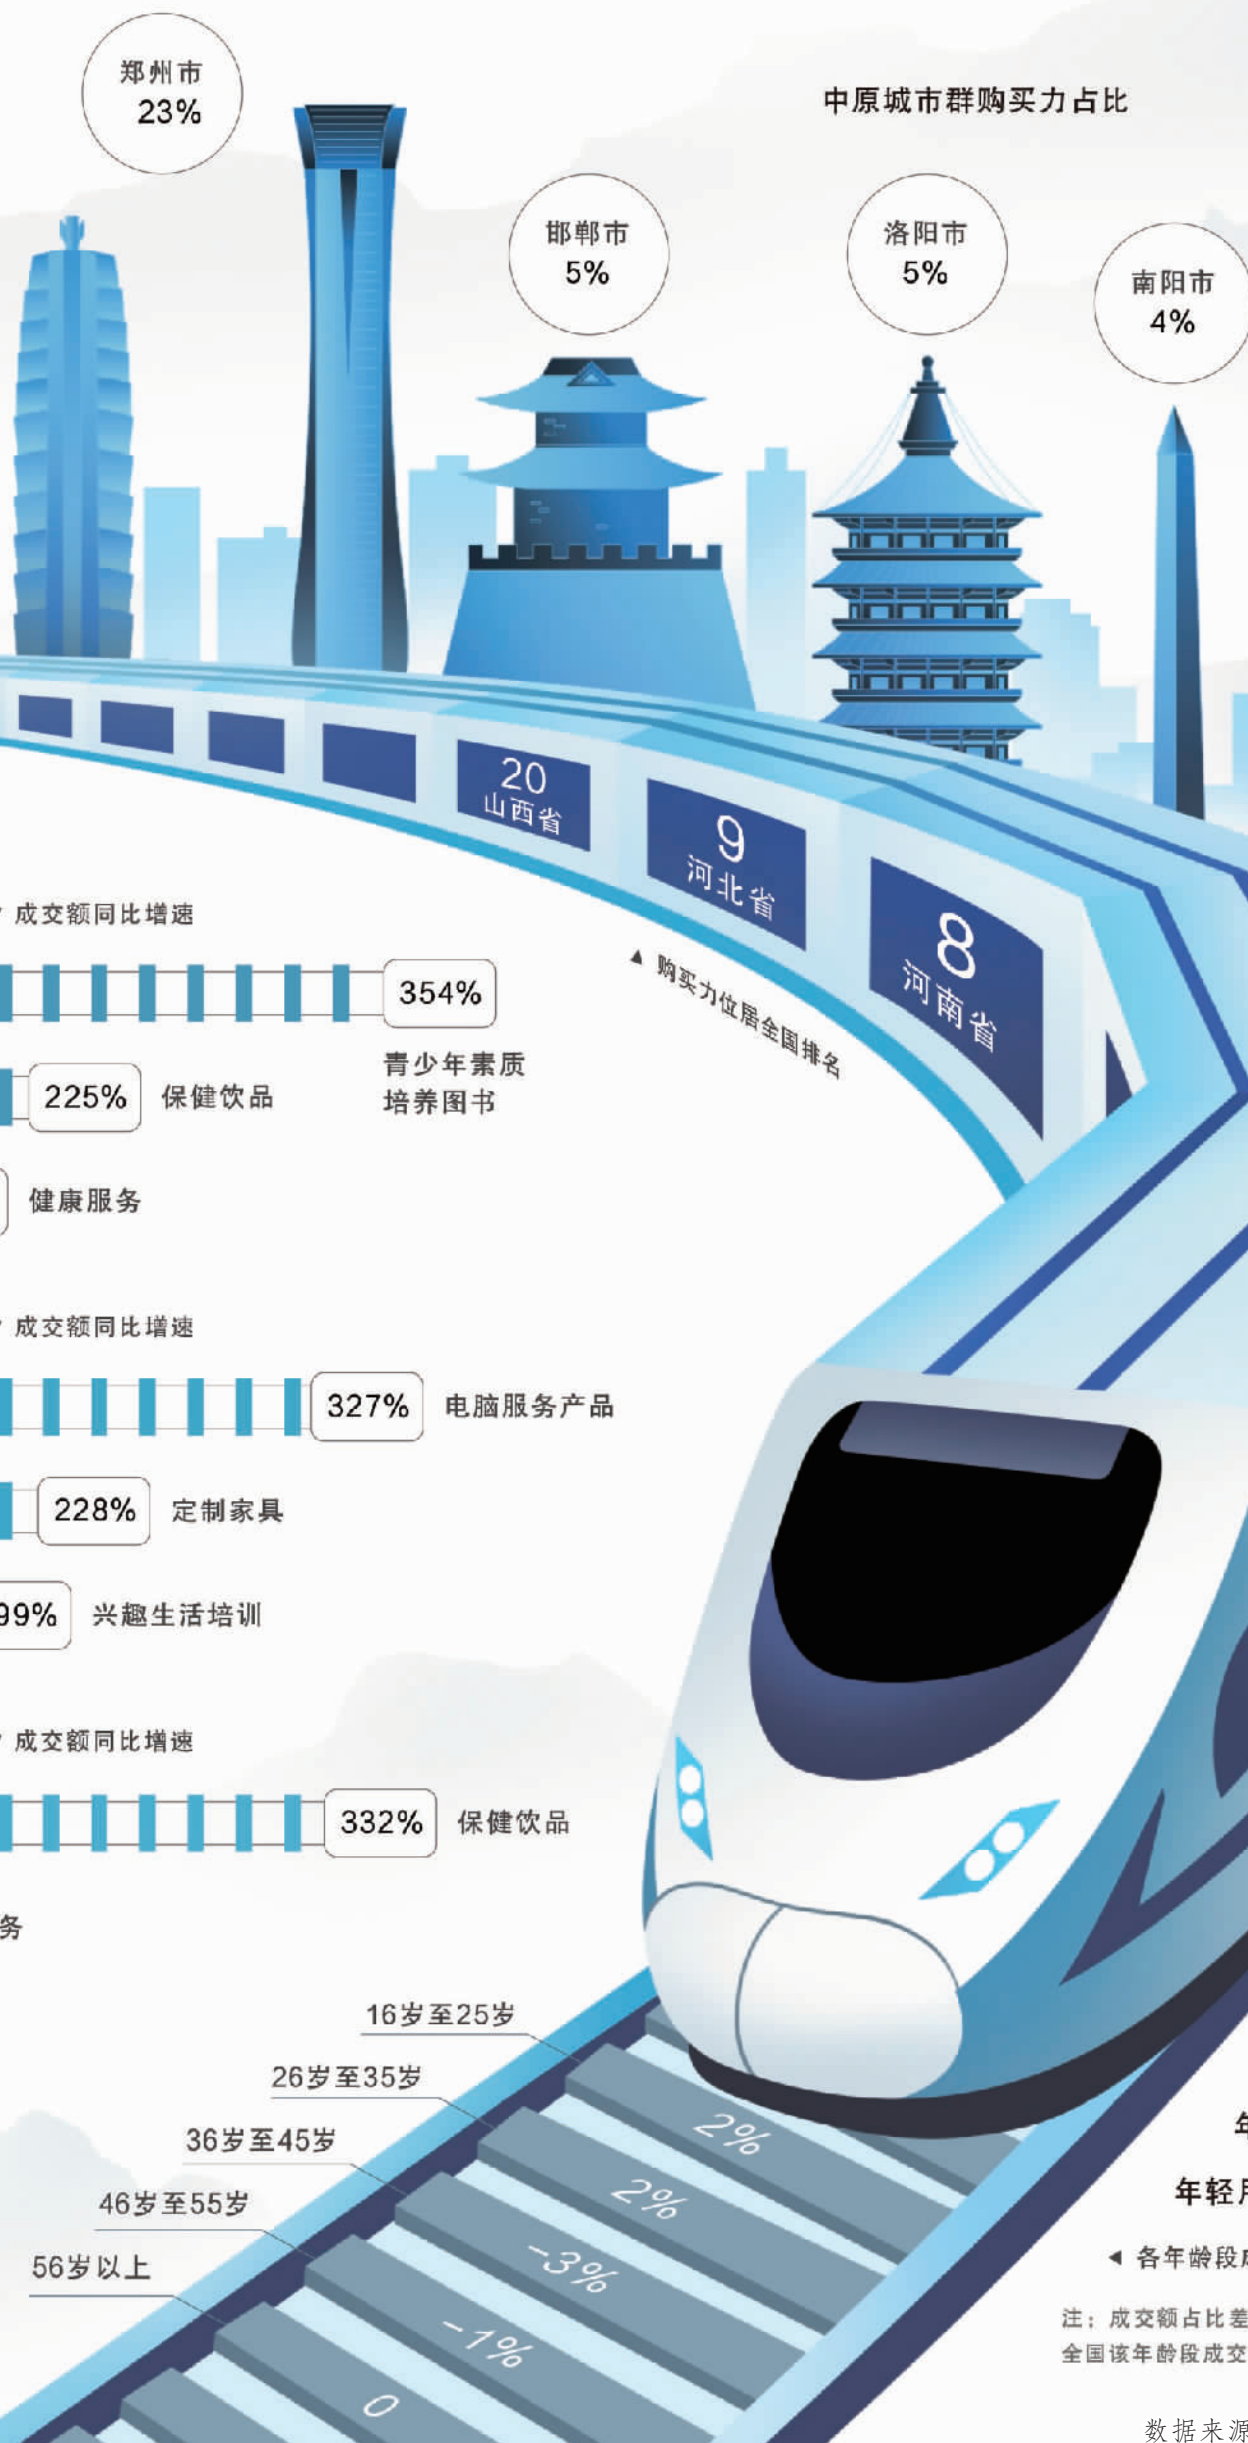 郑州市
23%
中原城市群购买力占比
邯郸市
5%
洛阳市
5%
南阳市
4%
20
山西省
9
河北省
8
河南省
▲ 购买力位居全国排名
成交额同比增速
354%
青少年素质
培养图书
225% 保健饮品
健康服务
成交额同比增速
327% 电脑服务产品
228% 定制家具
99% 兴趣生活培训
成交额同比增速
332% 保健饮品
务
16岁至25岁
2%
26岁至35岁
2%
36岁至45岁
-3%
46岁至55岁
-1%
56岁以上
0
年轻
◀ 各年龄段
注：成交额占比差
全国该年龄段成交
数据来源